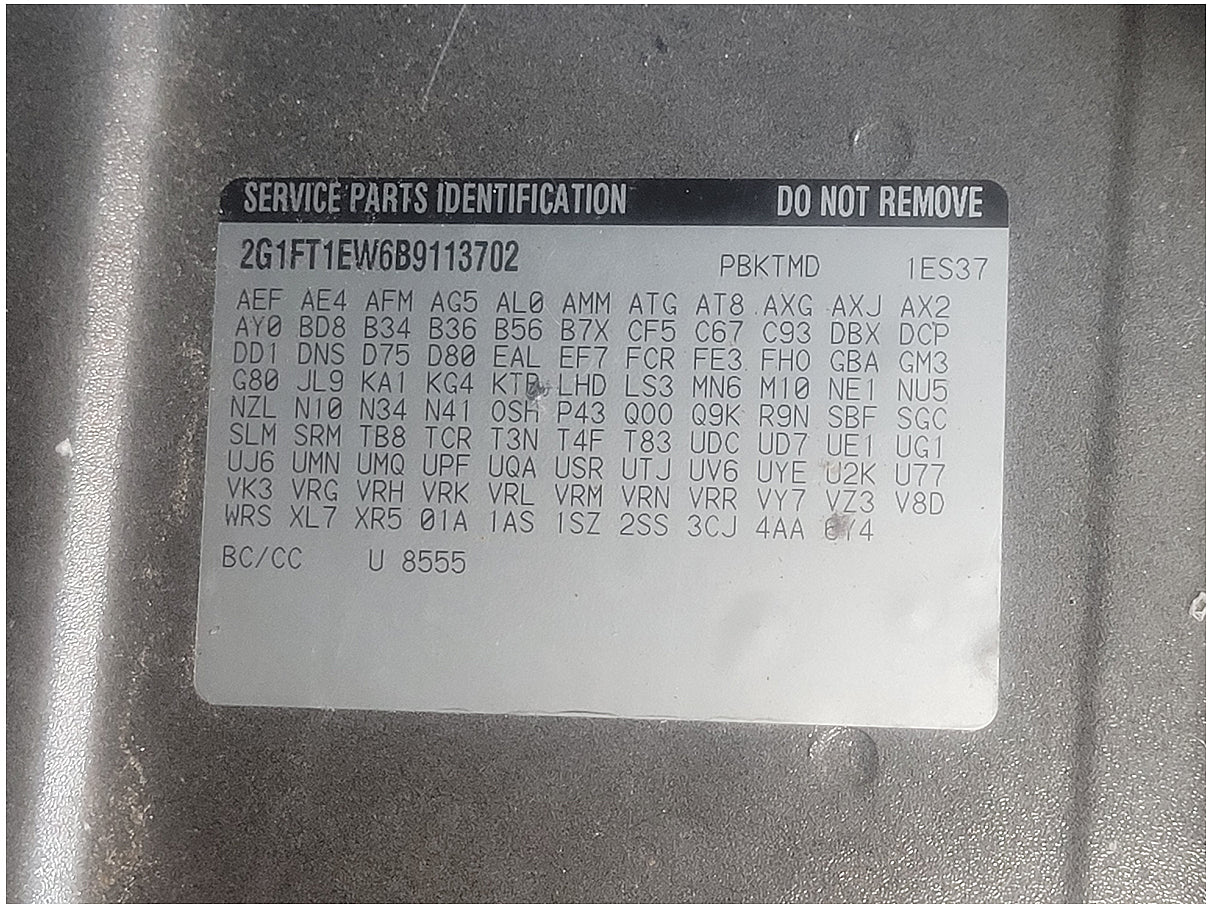 SERVICE PARTS IDENTIFICATION DO NOT REMOVE
2G1FT1EW6B9113702 PBKTMD 1ES37
AEF AE4 AFM AG5 AL0 AMM ATG AT8 AXG AXJ AX2
AY0 BD8 B34 B36 B56 B7X CF5 C67 C93 DBX DCP
DD1 DNS D75 D80 EAL EF7 FCR FE3 FHO GBA GM3
G80 JL9 KA1 KG4 LHD LS3 MN6 M10 NE1 NU5
NZL N10 N34 N41 OSH P43 QOO Q9K R9N SBF SGC
SLM SRM TB8 TCR T3N T4F T83 UDC UD7 UE1 UG1
UJ6 UMN UMQ UPF UQA USR UTJ UV6 UYE U2K U77
VK3 VRG VRH VRK VRL VRM VRN VRR VY7 VZ3 V8D
WRS XL7 XR5 01A 1AS 1SZ 2SS 3CJ 4AA
BC/CC U 8555